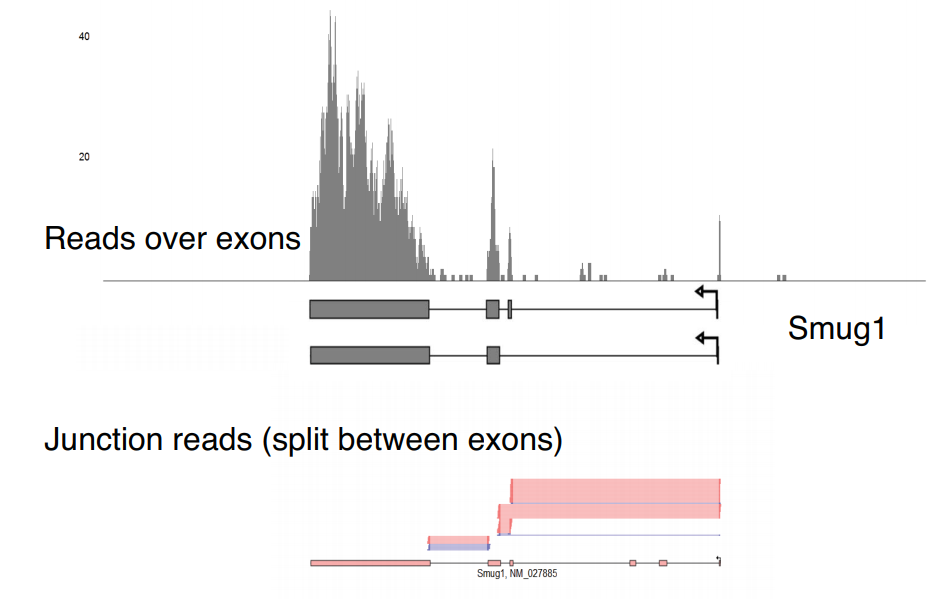 40
20
Reads over exons
Smug1
Junction reads (split between exons)
Smug1, NM_027885